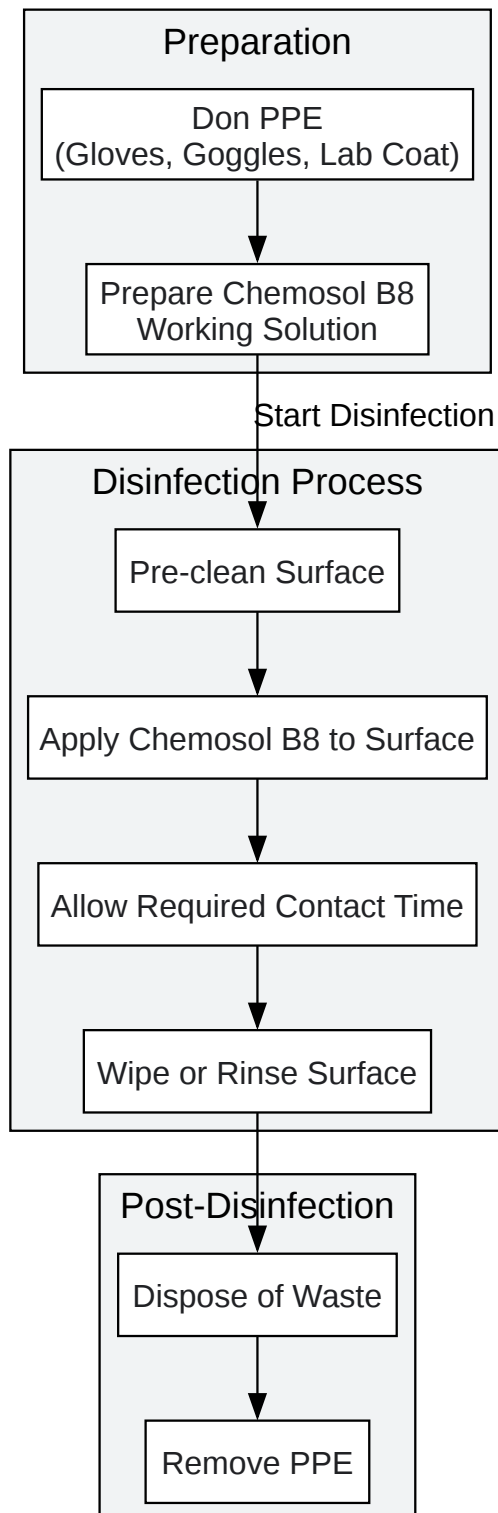 Preparation
Don PPE
(Gloves, Goggles, Lab Coat)
Prepare Chemosol B8
Working Solution
Start Disinfection
Disinfection Process
Pre-clean Surface
Apply Chemosol B8 to Surface
Allow Required Contact Time
Wipe or Rinse Surface
Post-Disinfection
Dispose of Waste
Remove PPE